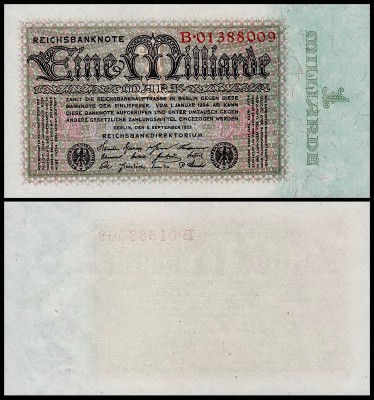 REICHSBANKNOTE
B·01388009
Eine Milliarde
MARK
ZAHLT DIE REICHSBANKHAUPTKASSE IN BERLIN GEGEN DIESE
BANKNOTE DEM EINLIEFERER. VOM 1. JANUAR 1924 AB KANN
DIESE BANKNOTE AUFGERUFEN UND UNTER UMTAUSCH GEGEN
ANDERE GESETZLICHE ZAHLUNGSMITTEL EINGEZOGEN WERDEN
BERLIN, DEN 5. SEPTEMBER 1923
REICHSBANKDIREKTORIUM
1 MILLIARDE
B·01388009